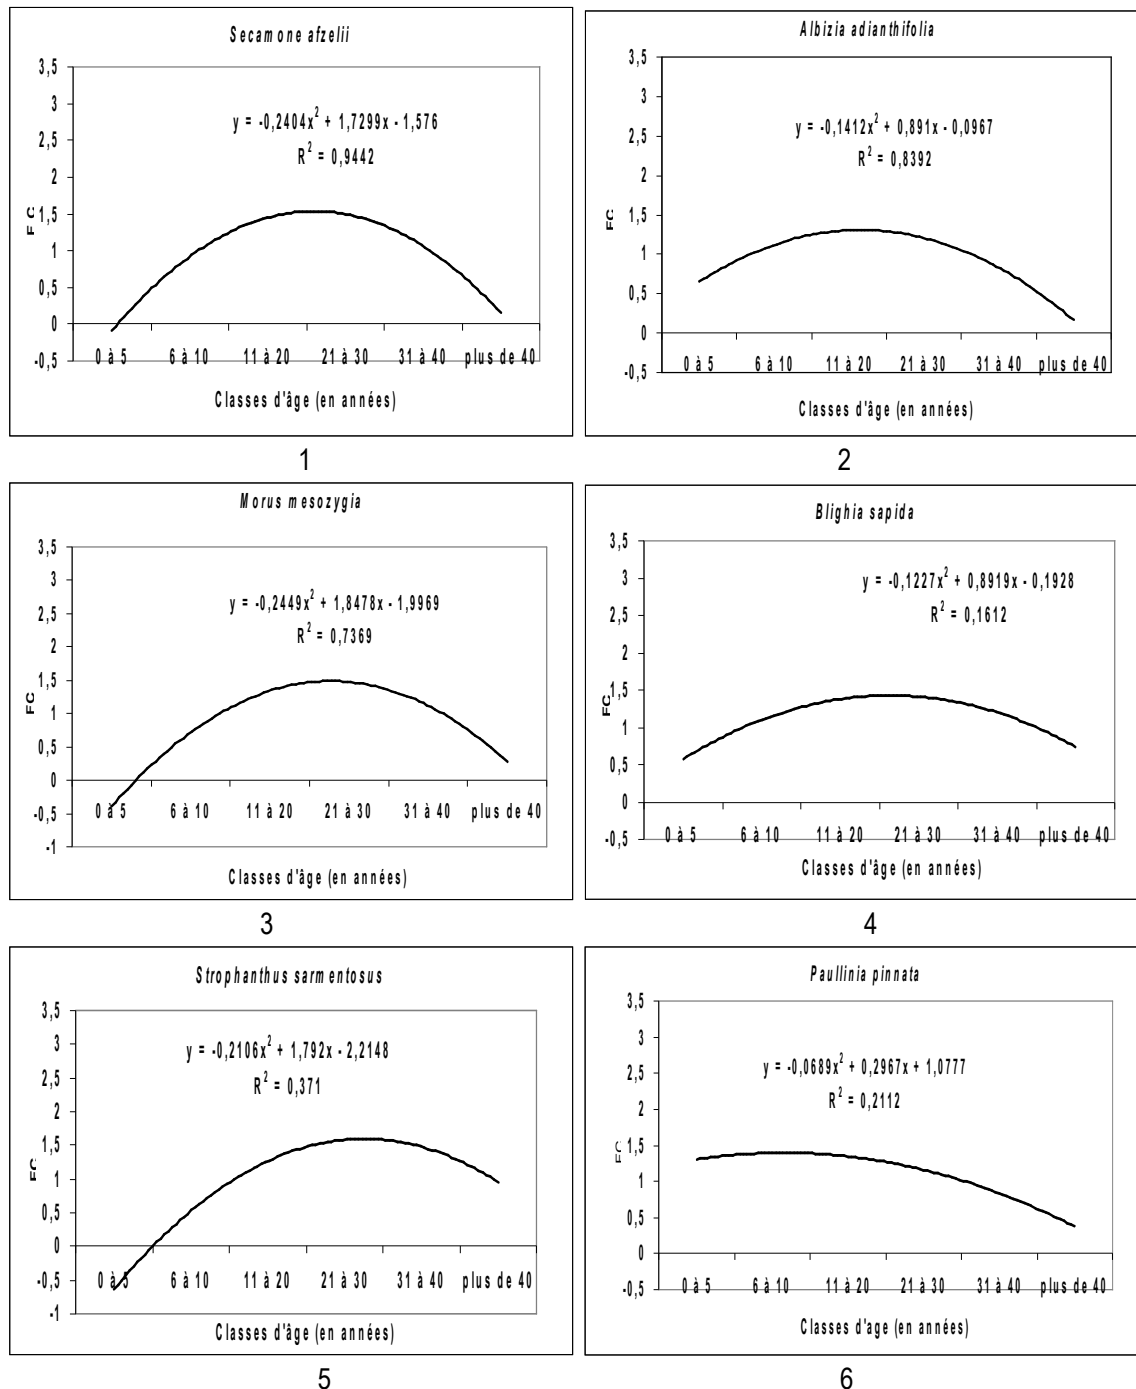 Secamone afzelii
3,5
3
2,5
2
1,5
1
0,5
0
-0,5
FC
y = -0,2404x² + 1,7299x - 1,576
R² = 0,9442
0 à 5 6 à 10 11 à 20 21 à 30 31 à 40 plus de 40
Classes d'âge (en années)
1
Albizia adianthifolia
3,5
3
2,5
2
1,5
1
0,5
0
-0,5
FC
y = -0,1412x² + 0,891x - 0,0967
R² = 0,8392
0 à 5 6 à 10 11 à 20 21 à 30 31 à 40 plus de 40
Classes d'âge (en années)
2
Morus mesozygia
3,5
3
2,5
2
1,5
1
0,5
0
-0,5
-1
FC
y = -0,2449x² + 1,8478x - 1,9969
R² = 0,7369
0 à 5 6 à 10 11 à 20 21 à 30 31 à 40 plus de 40
Classes d'âge (en années)
3
Blighia sapida
3,5
3
2,5
2
1,5
1
0,5
0
-0,5
FC
y = -0,1227x² + 0,8919x - 0,1928
R² = 0,1612
0 à 5 6 à 10 11 à 20 21 à 30 31 à 40 plus de 40
Classes d'âge (en années)
4
Strophanthus sarmentosus
3,5
3
2,5
2
1,5
1
0,5
0
-0,5
-1
FC
y = -0,2106x² + 1,792x - 2,2148
R² = 0,371
0 à 5 6 à 10 11 à 20 21 à 30 31 à 40 plus de 40
Classes d'âge (en années)
5
Paullinia pinnata
3,5
3
2,5
2
1,5
1
0,5
0
-0,5
FC
y = -0,0689x² + 0,2967x + 1,0777
R² = 0,2112
0 à 5 6 à 10 11 à 20 21 à 30 31 à 40 plus de 40
Classes d'age (en années)
6